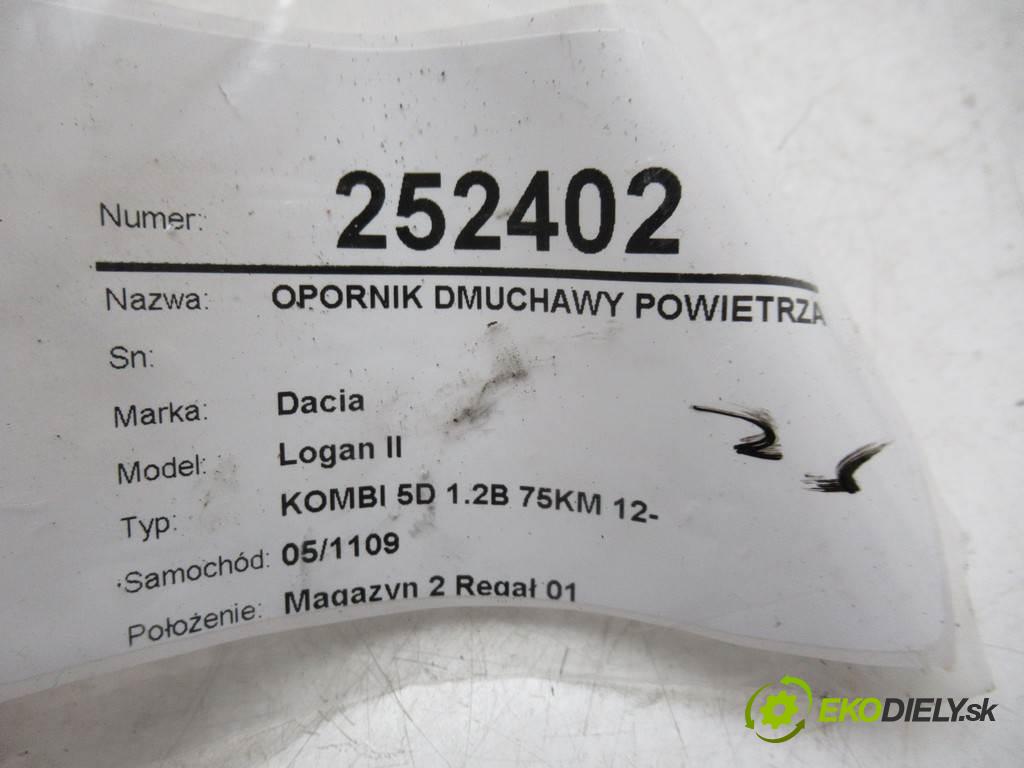 Numer: 252402
Nazwa: OPORNIK DMUCHAWY POWIETRZA
Sn:
Marka: Dacia
Model: Logan II
Typ: KOMBI 5D 1.2B 75KM 12-
Samochód: 05/1109
Położenie: Magazyn 2 Regał 01
EKODIELY.sk